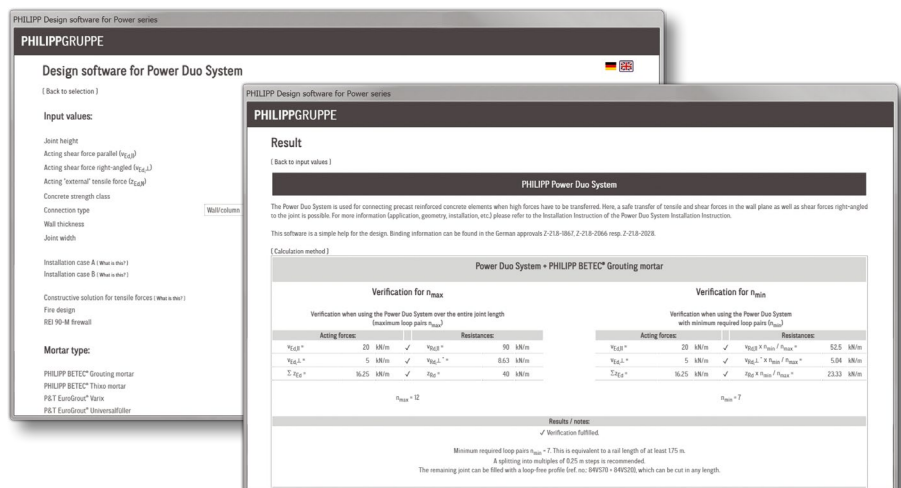 PHILIPP Design software for Power series
PHILIPPGRUPPE
Design software for Power Duo System
( Back to selection )
Input values:
Joint height
Acting shear force parallel (vEd,II)
Acting shear force right-angled (vEd,⊥)
Acting "external" tensile force (zEd,N)
Concrete strength class
Connection type
Wall/column
Wall thickness
Joint width
Installation case A ( What is this? )
Installation case B ( What is this? )
Constructive solution for tensile forces ( What is this? )
Fire design
REI 90-M firewall
Mortar type:
PHILIPP BETEC® Grouting mortar
PHILIPP BETEC® Thixo mortar
P&T EuroGrout® Varix
P&T EuroGrout® Universalfüller
PHILIPP Design software for Power series
PHILIPPGRUPPE
Result
( Back to input values )
PHILIPP Power Duo System
The Power Duo System is used for connecting precast reinforced concrete elements when high forces have to be transferred. Here, a safe transfer of tensile and shear forces in the wall plane as well as shear forces right-angled
to the joint is possible. For more information (application, geometry, installation, etc.) please refer to the Installation Instruction of the Power Duo System Installation Instruction.
This software is a simple help for the design. Binding information can be found in the German approvals Z-21.8-1867, Z-21.8-2066 resp. Z-21.8-2028.
( Calculation method )
Power Duo System + PHILIPP BETEC® Grouting mortar
Verification for nmax
Verification when using the Power Duo System over the entire joint length
(maximum loop pairs nmax)
Acting forces: Resistances:
vEd,II = 20 kN/m ✓ vRd,II = 90 kN/m
vEd,⊥ = 5 kN/m ✓ vRd,⊥* = 8.63 kN/m
Σ zEd = 16.25 kN/m ✓ zRd = 40 kN/m
nmax = 12
Verification for nmin
Verification when using the Power Duo System
with minimum required loop pairs (nmin)
Acting forces: Resistances:
vEd,II = 20 kN/m ✓ vRd,II x nmin / nmax = 52.5 kN/m
vEd,⊥ = 5 kN/m ✓ vRd,⊥* x nmin / nmax = 5.04 kN/m
Σ zEd = 16.25 kN/m ✓ zRd x nmin / nmax = 23.33 kN/m
nmin = 7
Results / notes:
✓ Verification fulfilled.
Minimum required loop pairs nmin = 7. This is equivalent to a rail length of at least 1.75 m.
A splitting into multiples of 0.25 m steps is recommended.
The remaining joint can be filled with a loop-free profile (ref. no.: 84VS70 + 84VS20), which can be cut in any length.